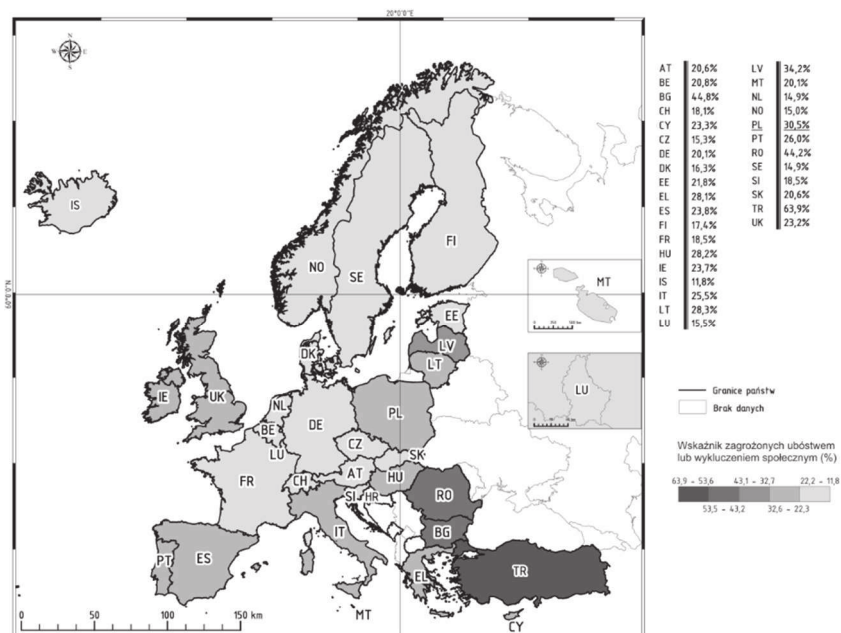 20°0'0"E
N
W E
S
60°0'0"N
IS
NO
SE
FI
EE
LV
LT
DK
IE
UK
NL
BE
LU
DE
PL
CZ
SK
FR
CH
AT
HU
SI
HR
RO
IT
BG
PT
ES
EL
TR
MT
CY
0 50 100 150 km
AT 20,6%
BE 20,8%
BG 44,8%
CH 18,1%
CY 23,3%
CZ 15,3%
DE 20,1%
DK 16,3%
EE 21,8%
EL 28,1%
ES 23,8%
FI 17,4%
FR 18,5%
HU 28,2%
IE 23,7%
IS 11,8%
IT 25,5%
LT 28,3%
LU 15,5%
LV 34,2%
MT 20,1%
NL 14,9%
NO 15,0%
PL 30,5%
PT 26,0%
RO 44,2%
SE 14,9%
SI 18,5%
SK 20,6%
TR 63,9%
UK 23,2%
MT
LU
Granice państw
Brak danych
Wskaźnik zagrożonych ubóstwem
lub wykluczeniem społecznym (%)
63,9 - 53,6 43,1 - 32,7 22,2 - 11,8
53,5 - 43,2 32,6 - 22,3